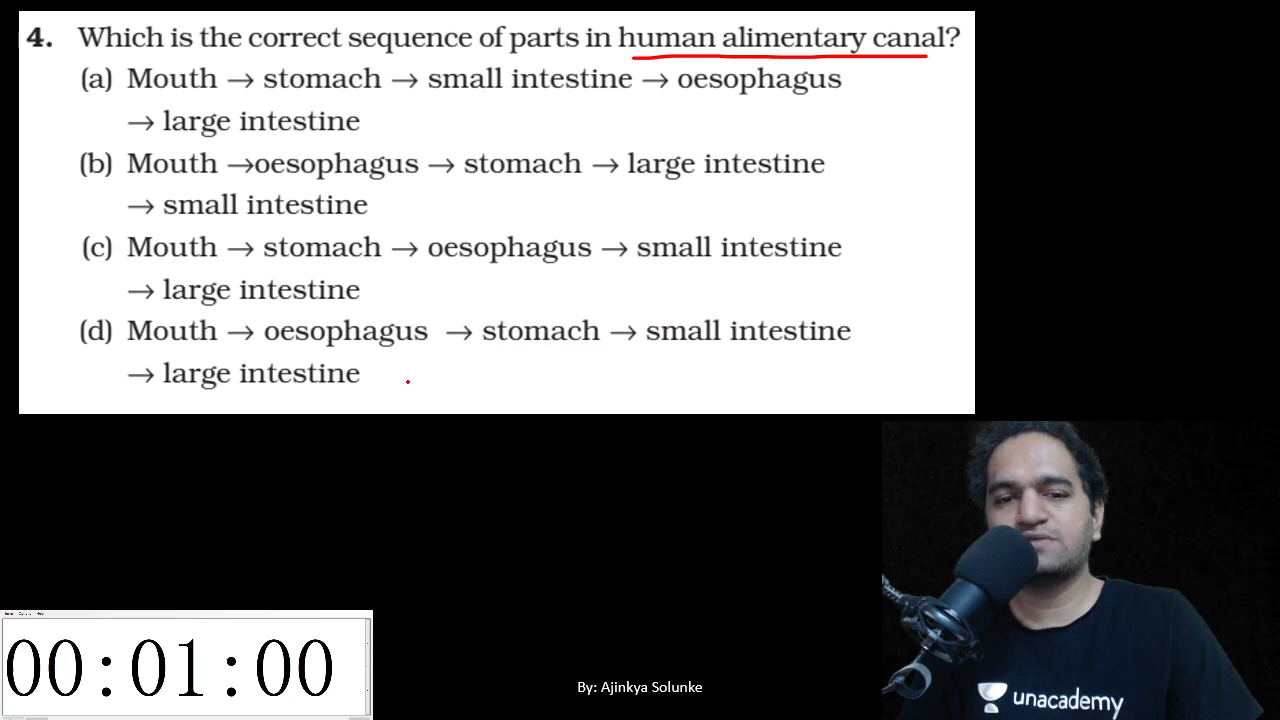 4. Which is the correct sequence of parts in human alimentary canal?
(a) Mouth → stomach → small intestine → oesophagus
→ large intestine
(b) Mouth →oesophagus → stomach → large intestine
→ small intestine
(c) Mouth → stomach → oesophagus → small intestine
→ large intestine
(d) Mouth → oesophagus → stomach → small intestine
→ large intestine
00:01:00
By: Ajinkya Solunke
unacademy